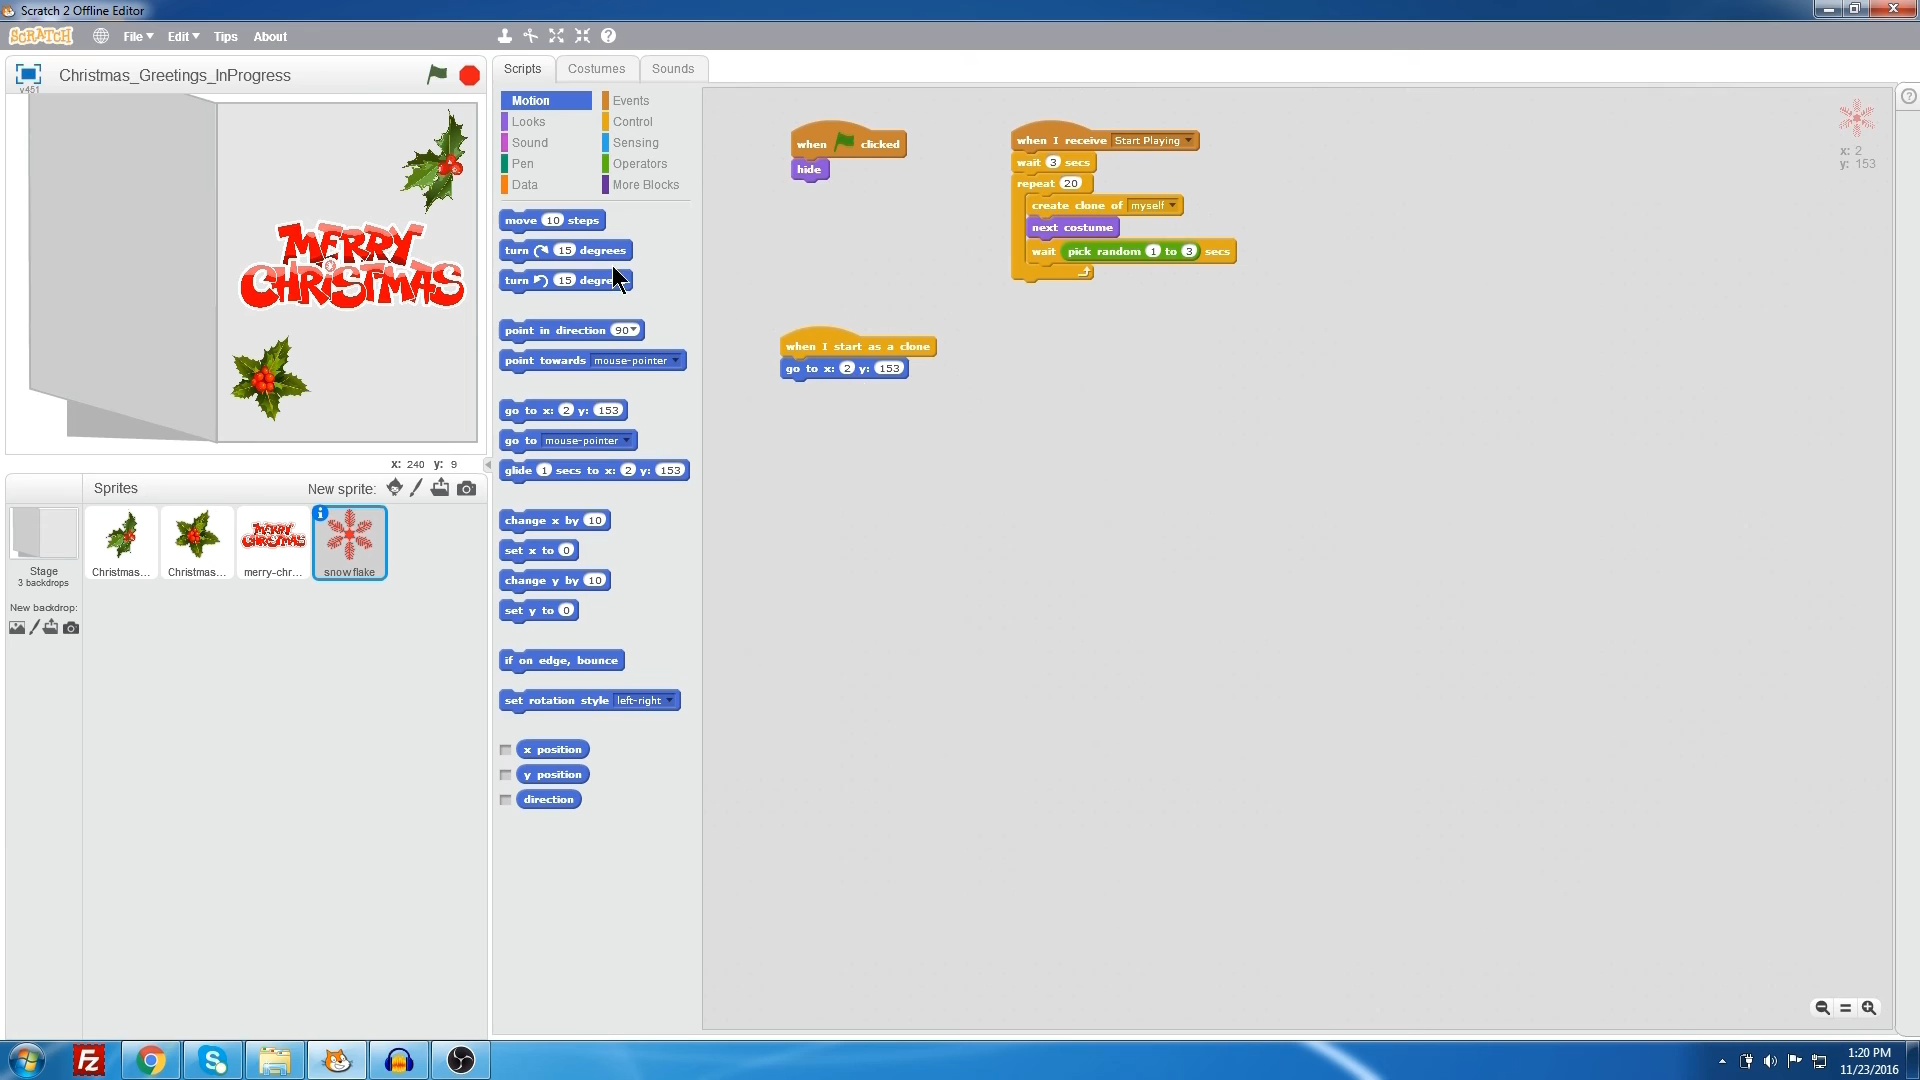 Scratch 2 Offline Editor
SCRATCH File Edit Tips About
Christmas_Greetings_InProgress
v451
MERRY
CHRISTMAS
x: 240 y: 9
Sprites New sprite:
Christmas... Christmas... merry-chr... snowflake
Stage
3 backdrops
New backdrop:
MERRY
CHRISTMAS
Scripts Costumes Sounds
Motion Events
Looks Control
Sound Sensing
Pen Operators
Data More Blocks
move 10 steps
turn 15 degrees
turn 15 degre
point in direction 90
point towards mouse-pointer
go to x: 2 y: 153
go to mouse-pointer
glide 1 secs to x: 2 y: 153
change x by 10
set x to 0
change y by 10
set y to 0
if on edge, bounce
set rotation style left-right
x position
y position
direction
when clicked
hide
when I receive Start Playing
wait 3 secs
repeat 20
create clone of myself
next costume
wait pick random 1 to 3 secs
when I start as a clone
go to x: 2 y: 153
x: 2
y: 153
1:20 PM
11/23/2016